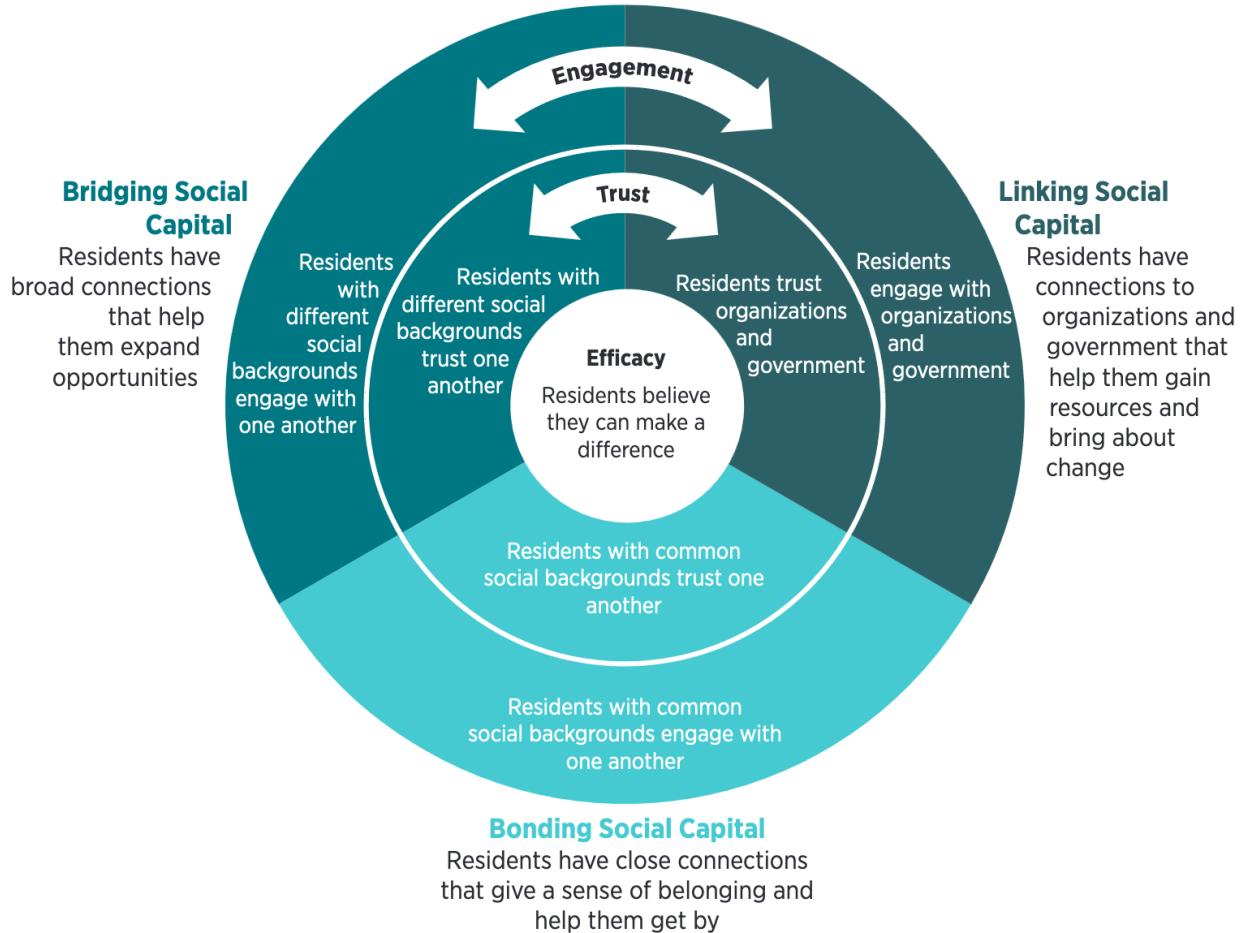 Engagement
Trust
Bridging Social
Capital
Residents have
broad connections
that help
them expand
opportunities
Residents
with
different
social
backgrounds
engage with
one another
Residents with
different social
backgrounds
trust one
another
Efficacy
Residents believe
they can make a
difference
Residents trust
organizations
and
government
Residents
engage with
organizations
and
government
Linking Social
Capital
Residents have
connections to
organizations and
government that
help them gain
resources and
bring about
change
Residents with common
social backgrounds trust one
another
Residents with common
social backgrounds engage with
one another
Bonding Social Capital
Residents have close connections
that give a sense of belonging and
help them get by